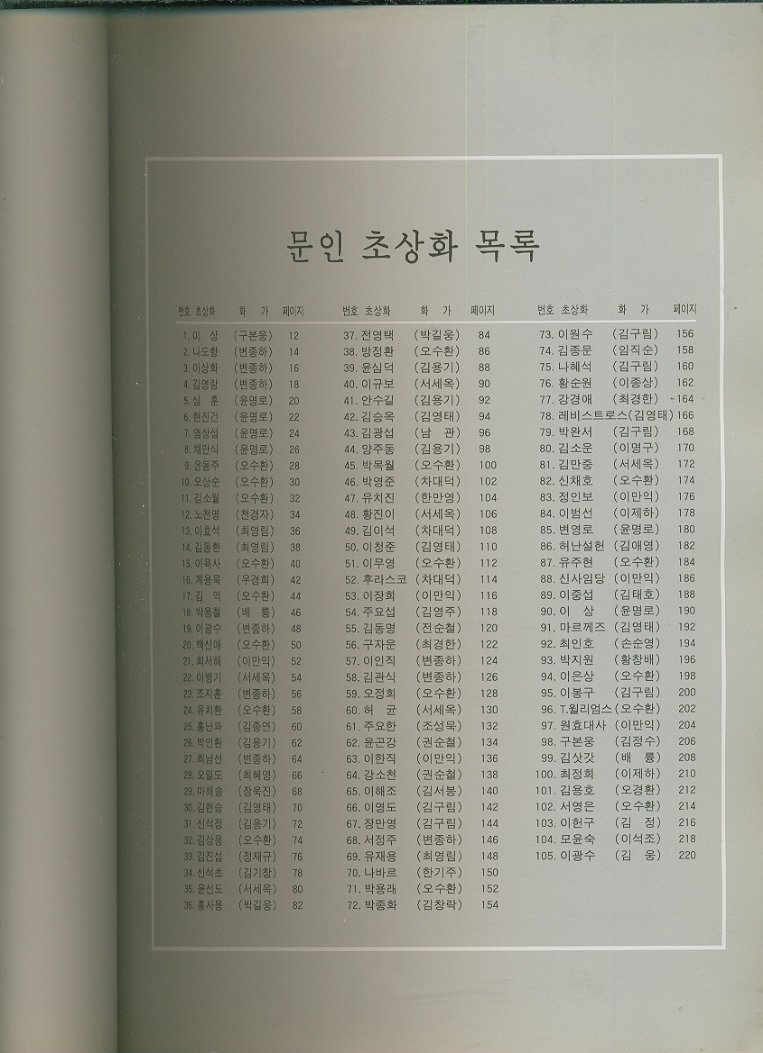 문인 초상화 목록
번호 초상화 화 가 페이지
1. 이 상 (구본웅) 12
2. 나도향 (변종하) 14
3. 이상화 (변종하) 16
4. 김영랑 (변종하) 18
5. 심 훈 (윤명로) 20
6. 현진건 (윤명로) 22
7. 염상섭 (윤명로) 24
8. 채만식 (윤명로) 26
9. 윤동주 (오수환) 28
10. 오상순 (오수환) 30
11. 김소월 (오수환) 32
12. 노천명 (천경자) 34
13. 이효석 (최영림) 36
14. 김동환 (최영림) 38
15. 이육사 (오수환) 40
16. 계용묵 (우경희) 42
17. 김 억 (오수환) 44
18. 박용철 (배 륭) 46
19. 이광수 (변종하) 48
20. 백신애 (오수환) 50
21. 최서해 (이만익) 52
22. 이병기 (서세옥) 54
23. 조지훈 (변종하) 56
24. 유치환 (오수환) 58
25. 홍난파 (김종연) 60
26. 박인환 (김용기) 62
27. 최남선 (변종하) 64
28. 오일도 (최혜영) 66
29. 마해송 (장욱진) 68
30. 김현승 (김영태) 70
31. 신석정 (김용기) 72
32. 김상용 (오수환) 74
33. 김진섭 (정재규) 76
34. 신석초 (김기창) 78
35. 윤선도 (서세옥) 80
36. 홍사용 (박길웅) 82
번호 초상화 화 가 페이지
37. 전영택 (박길웅) 84
38. 방정환 (오수환) 86
39. 윤심덕 (김용기) 88
40. 이규보 (서세옥) 90
41. 안수길 (김용기) 92
42. 김승옥 (김영태) 94
43. 김광섭 (남 관) 96
44. 양주동 (김용기) 98
45. 박목월 (오수환) 100
46. 박영준 (차대덕) 102
47. 유치진 (한만영) 104
48. 황진이 (서세옥) 106
49. 김이석 (차대덕) 108
50. 이청준 (김영태) 110
51. 이무영 (오수환) 112
52. 후라스코 (차대덕) 114
53. 이장희 (이만익) 116
54. 주요섭 (김영주) 118
55. 김동명 (전순철) 120
56. 구자운 (최경한) 122
57. 이인직 (변종하) 124
58. 김관식 (변종하) 126
59. 오정희 (오수환) 128
60. 허 균 (서세옥) 130
61. 주요한 (조성묵) 132
62. 윤곤강 (권순철) 134
63. 이한직 (이만익) 136
64. 강소천 (권순철) 138
65. 이해조 (김서봉) 140
66. 이영도 (김구림) 142
67. 장만영 (김구림) 144
68. 서정주 (변종하) 146
69. 유재용 (최영림) 148
70. 나바르 (한기주) 150
71. 박용래 (오수환) 152
72. 박종화 (김창락) 154
번호 초상화 화 가 페이지
73. 이원수 (김구림) 156
74. 김종문 (임직순) 158
75. 나혜석 (김구림) 160
76. 황순원 (이종상) 162
77. 강경애 (최경한) 164
78. 레비스트로스(김영태) 166
79. 박완서 (김구림) 168
80. 김소운 (이명구) 170
81. 김만중 (서세옥) 172
82. 신채호 (오수환) 174
83. 정인보 (이만익) 176
84. 이범선 (이제하) 178
85. 변영로 (윤명로) 180
86. 허난설헌 (김애영) 182
87. 유주현 (오수환) 184
88. 신사임당 (이만익) 186
89. 이중섭 (김태호) 188
90. 이 상 (윤명로) 190
91. 마르께즈 (김영태) 192
92. 최인호 (손순영) 194
93. 박지원 (황창배) 196
94. 이은상 (오수환) 198
95. 이봉구 (김구림) 200
96. T.윌리엄스 (오수환) 202
97. 원효대사 (이만익) 204
98. 구본웅 (김정수) 206
99. 김삿갓 (배 륭) 208
100. 최정희 (이제하) 210
101. 김용호 (오경환) 212
102. 서영은 (오수환) 214
103. 이헌구 (김 정) 216
104. 모윤숙 (이석조) 218
105. 이광수 (김 웅) 220